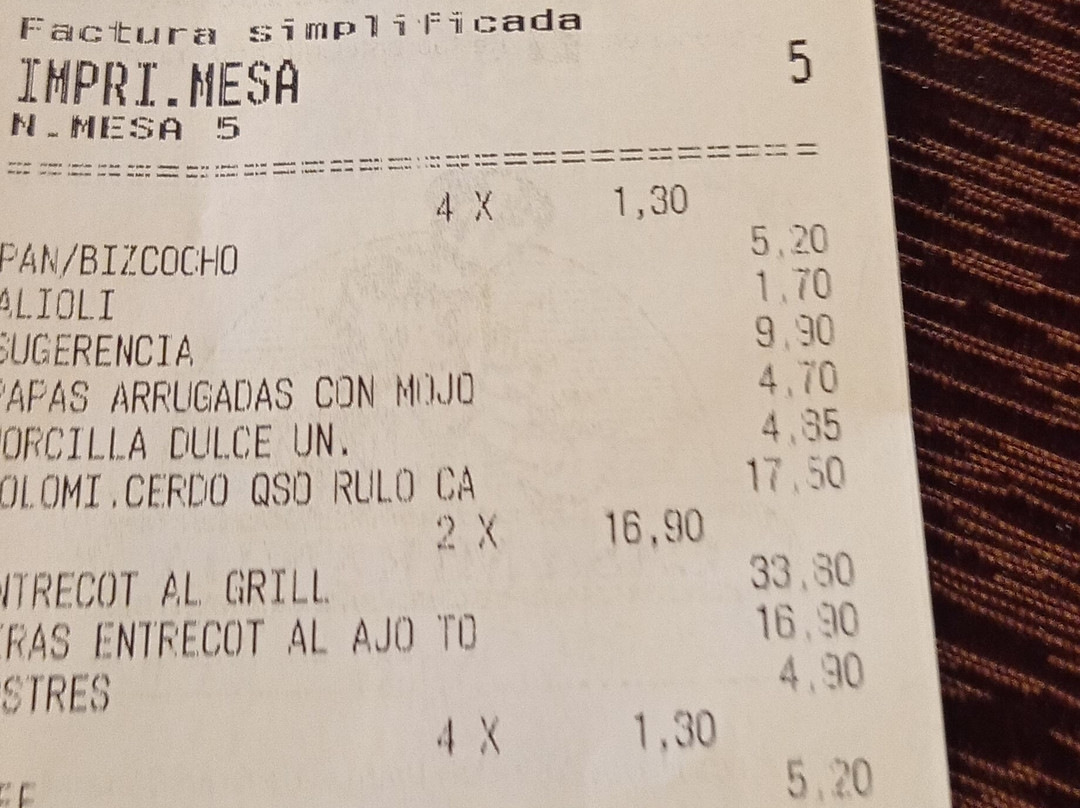 Factura simplificada
IMPRI.MESA 5
N.MESA 5
4 X 1,30
PAN/BIZCOCHO 5,20
ALIOLI 1,70
SUGERENCIA 9,90
PAPAS ARRUGADAS CON MOJO 4,70
ORCILLA DULCE UN. 4,85
OLOMI.CERDO QSO RULO CA 17,50
2 X 16,90
NTRECOT AL GRILL 33,80
RAS ENTRECOT AL AJO TO 16,90
STRES 4,90
4 X 1,30
5,20